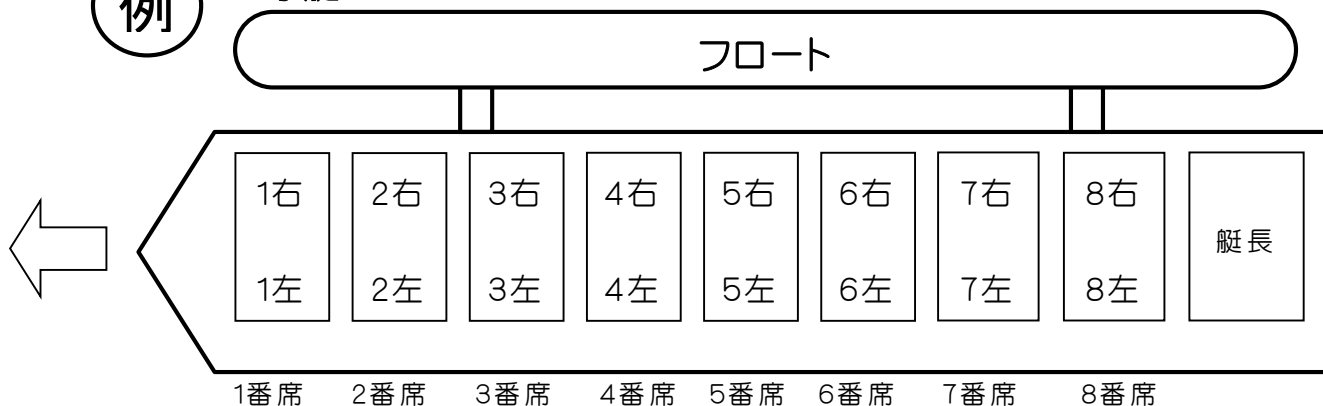 例
フロート
1右 2右 3右 4右 5右 6右 7右 8右
艇長
1左 2左 3左 4左 5左 6左 7左 8左
1番席 2番席 3番席 4番席 5番席 6番席 7番席 8番席